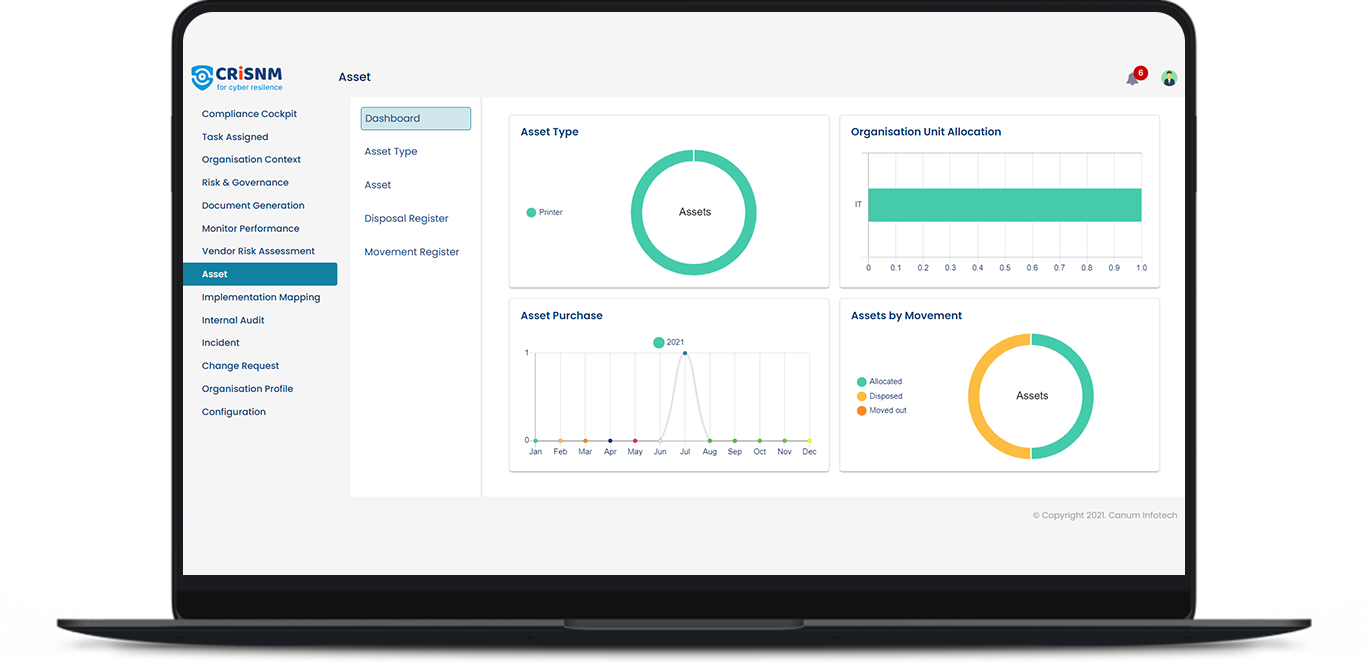 CRiSNM
for cyber resilence
Asset
6
Compliance Cockpit
Task Assigned
Organisation Context
Risk & Governance
Document Generation
Monitor Performance
Vendor Risk Assessment
Asset
Implementation Mapping
Internal Audit
Incident
Change Request
Organisation Profile
Configuration
Dashboard
Asset Type
Asset
Disposal Register
Movement Register
Asset Type
Printer
Assets
Organisation Unit Allocation
IT
0 0.1 0.2 0.3 0.4 0.5 0.6 0.7 0.8 0.9 1.0
Asset Purchase
2021
1
0
Jan Feb Mar Apr May Jun Jul Aug Sep Oct Nov Dec
Assets by Movement
Allocated
Disposed
Moved out
Assets
© Copyright 2021. Canum Infotech